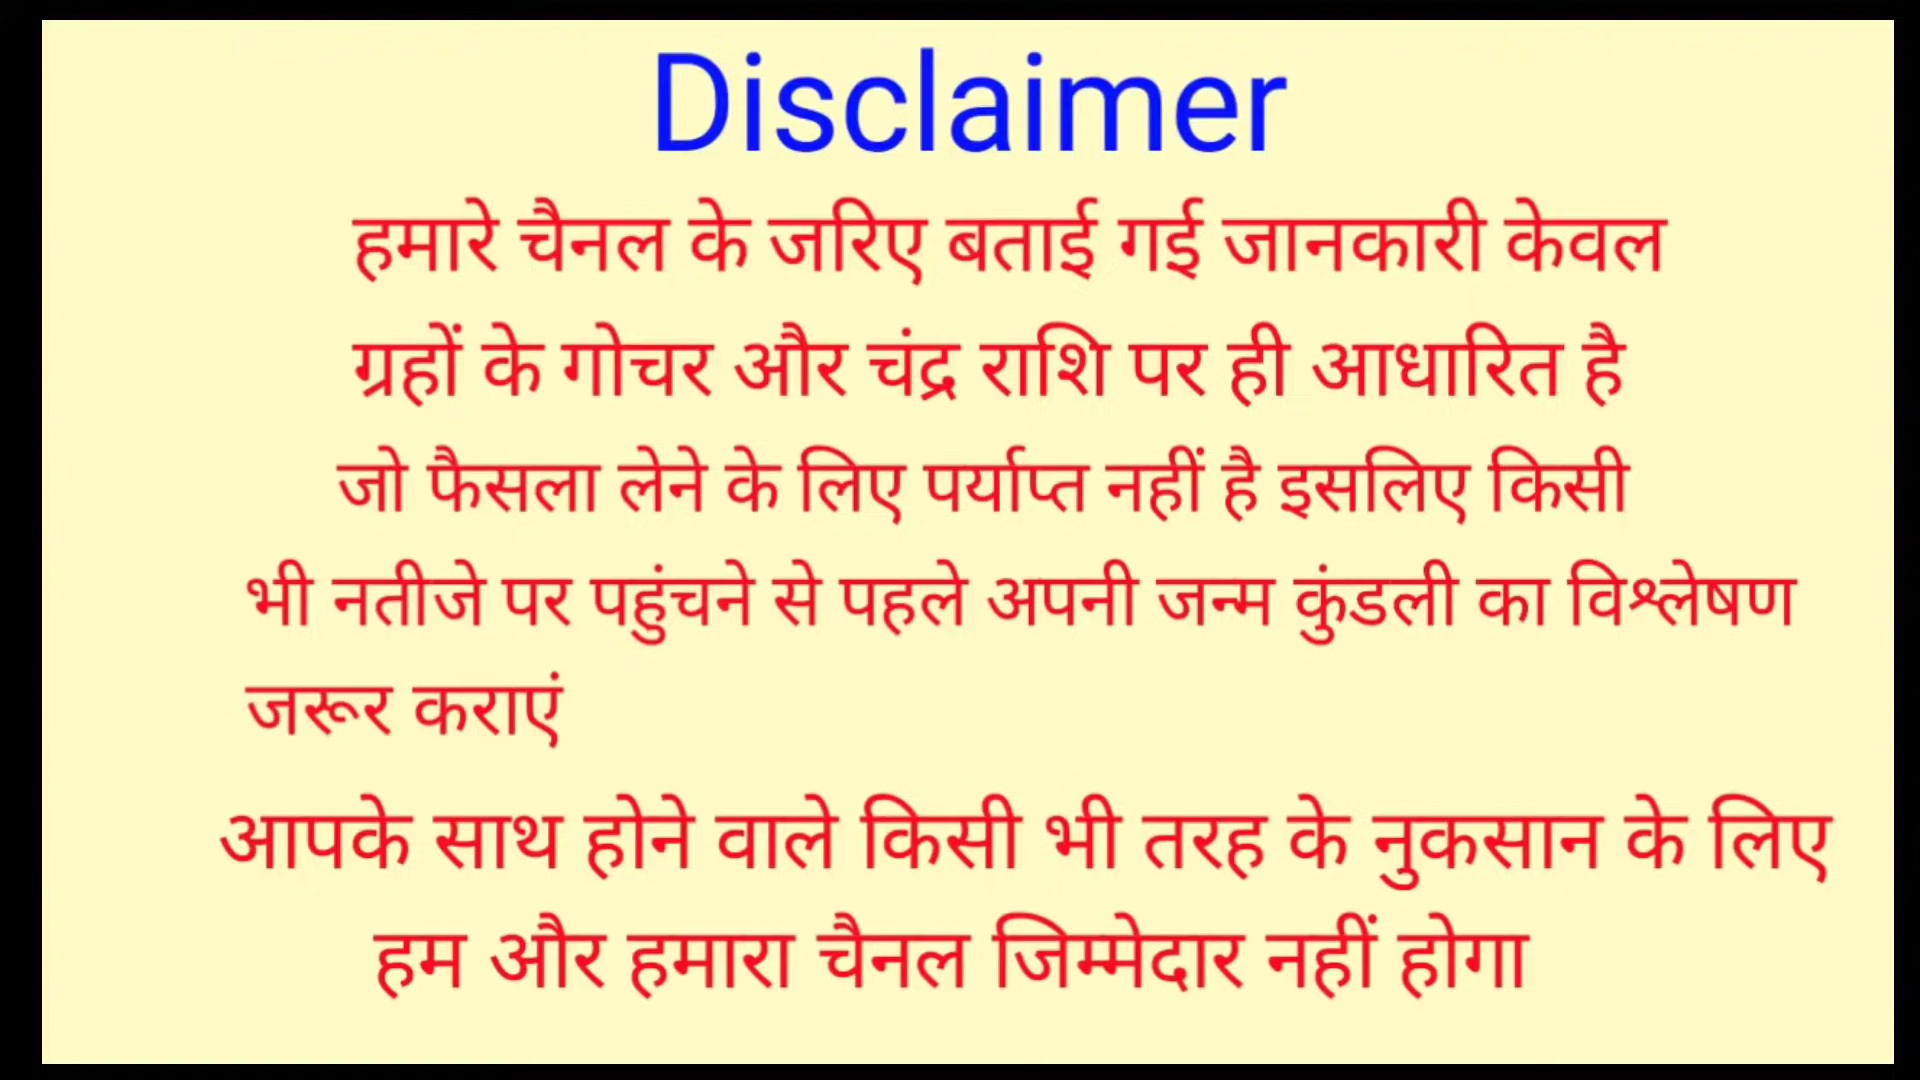 Disclaimer
हमारे चैनल के जरिए बताई गई जानकारी केवल
ग्रहों के गोचर और चंद्र राशि पर ही आधारित है
जो फैसला लेने के लिए पर्याप्त नहीं है इसलिए किसी
भी नतीजे पर पहुंचने से पहले अपनी जन्म कुंडली का विश्लेषण
जरूर कराएं
आपके साथ होने वाले किसी भी तरह के नुकसान के लिए
हम और हमारा चैनल जिम्मेदार नहीं होगा